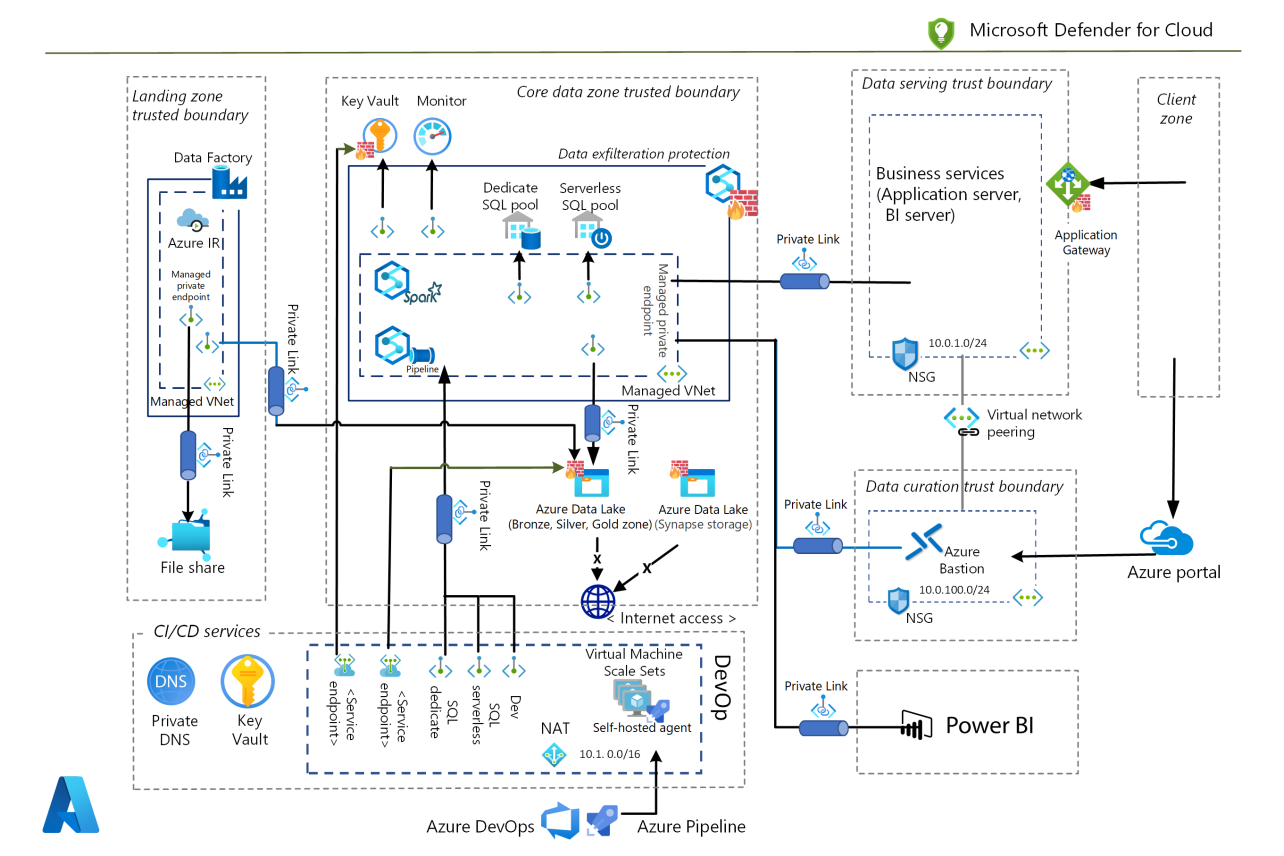 Microsoft Defender for Cloud
Landing zone
trusted boundary
Data Factory
Azure IR
Managed
private
endpoint
Managed VNet
Private Link
Private Link
File share
Core data zone trusted boundary
Key Vault
Monitor
Data exfilteration protection
Dedicate
SQL pool
Serverless
SQL pool
Spark
Pipeline
Managed private
endpoint
Managed VNet
Private Link
Private Link
Azure Data Lake
(Bronze, Silver, Gold zone)
Azure Data Lake
(Synapse storage)
X
X
< Internet access >
Data serving trust boundary
Business services
(Application server,
BI server)
Private Link
10.0.1.0/24
NSG
Application
Gateway
Client
zone
Virtual network
peering
Data curation trust boundary
Private Link
Azure
Bastion
10.0.100.0/24
NSG
Azure portal
Private Link
Power BI
CI/CD services
DNS
Private
DNS
Key
Vault
<Service
endpoint>
<Service
endpoint>
SQL
dedicate
SQL
serverless
Dev
Virtual Machine
Scale Sets
Self-hosted agent
NAT
10.1. 0.0/16
DevOp
Azure DevOps
Azure Pipeline